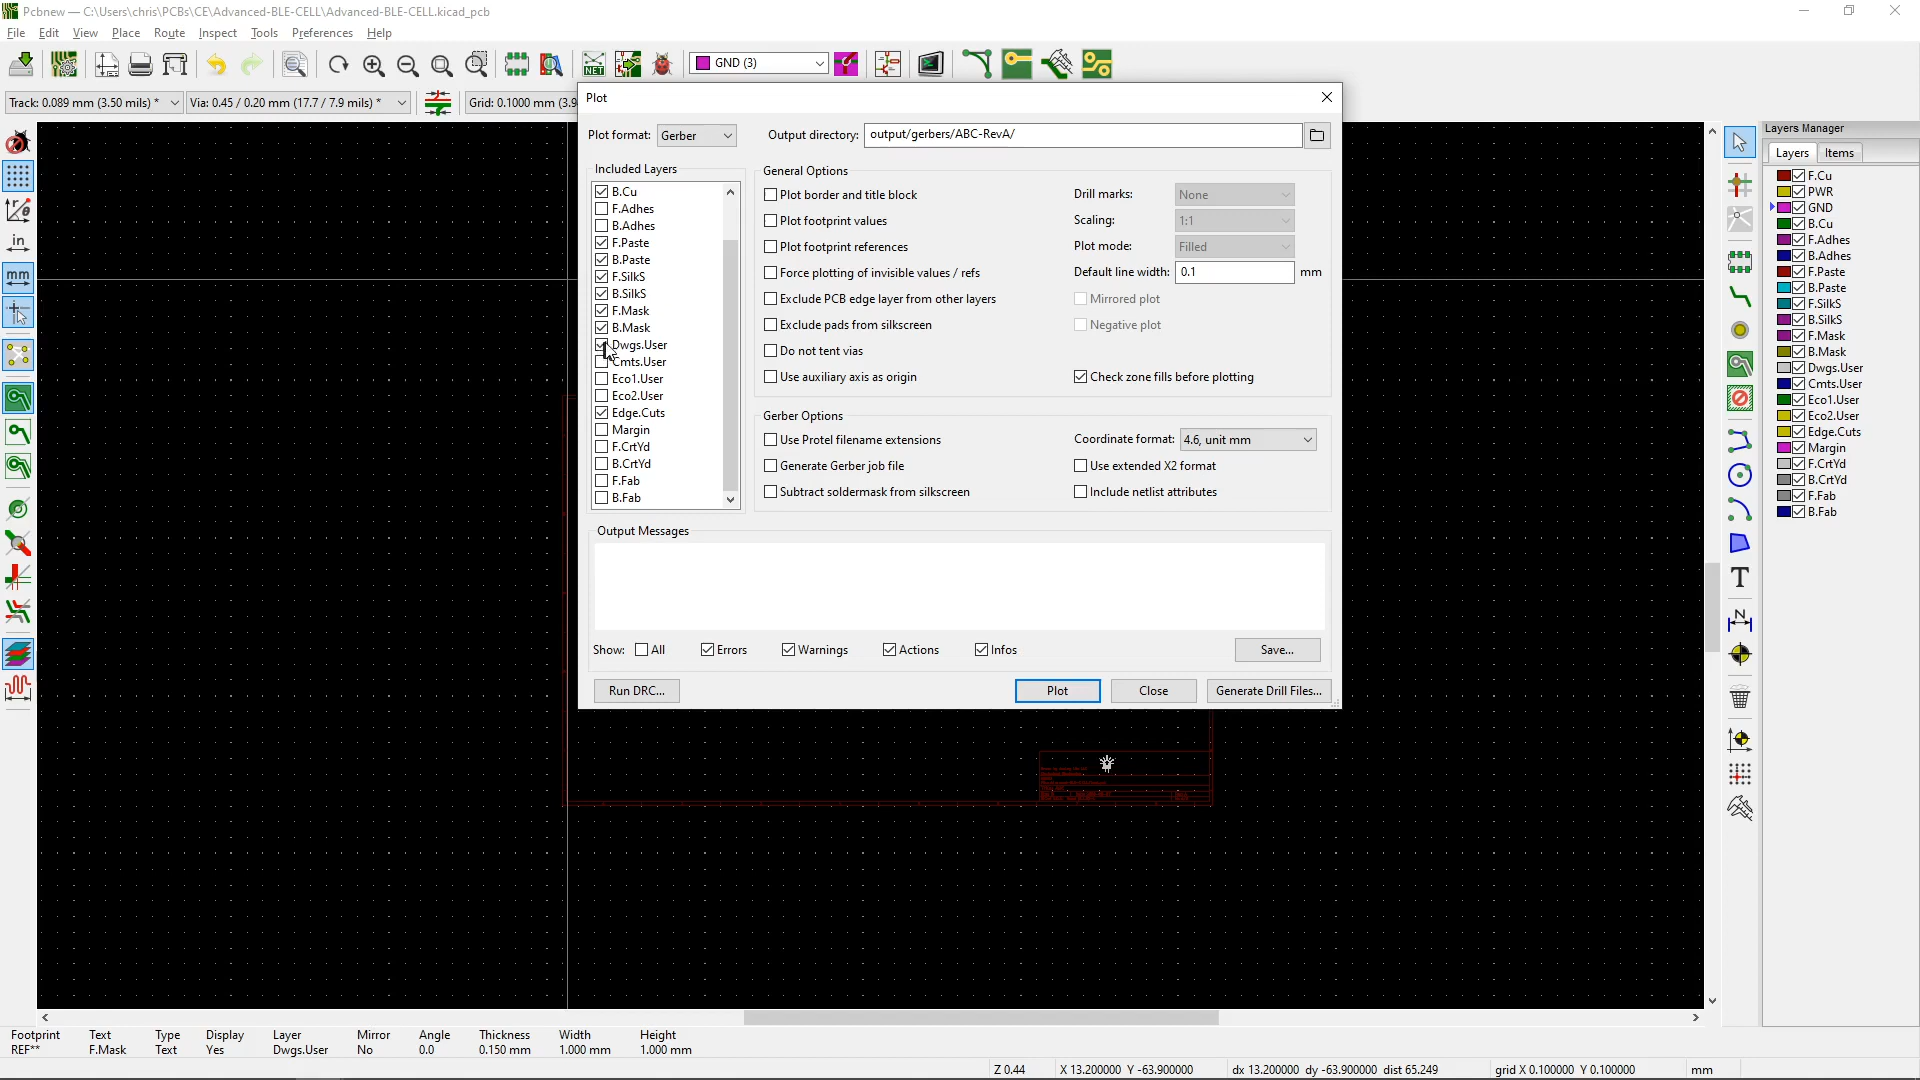 Pcbnew — C:\Users\chris\PCBs\CE\Advanced-BLE-CELL\Advanced-BLE-CELL.kicad_pcb
File Edit View Place Route Inspect Tools Preferences Help
NET
GND (3)
Track: 0.089 mm (3.50 mils) *
Via: 0.45 / 0.20 mm (17.7 / 7.9 mils) *
Grid: 0.1000 mm (3.9
in
mm
Plot
Plot format: Gerber
Output directory: output/gerbers/ABC-RevA/
Included Layers
B.Cu
F.Adhes
B.Adhes
F.Paste
B.Paste
F.SilkS
B.SilkS
F.Mask
B.Mask
Dwgs.User
Cmts.User
Eco1.User
Eco2.User
Edge.Cuts
Margin
F.CrtYd
B.CrtYd
F.Fab
B.Fab
General Options
Plot border and title block
Plot footprint values
Plot footprint references
Force plotting of invisible values / refs
Exclude PCB edge layer from other layers
Exclude pads from silkscreen
Do not tent vias
Use auxiliary axis as origin
Drill marks: None
Scaling: 1:1
Plot mode: Filled
Default line width: 0.1 mm
Mirrored plot
Negative plot
Check zone fills before plotting
Gerber Options
Use Protel filename extensions
Generate Gerber job file
Subtract soldermask from silkscreen
Coordinate format: 4.6, unit mm
Use extended X2 format
Include netlist attributes
Output Messages
Show: All Errors Warnings Actions Infos
Save...
Run DRC...
Plot
Close
Generate Drill Files...
Layers Manager
Layers Items
F.Cu
PWR
GND
B.Cu
F.Adhes
B.Adhes
F.Paste
B.Paste
F.SilkS
B.SilkS
F.Mask
B.Mask
Dwgs.User
Cmts.User
Eco1.User
Eco2.User
Edge.Cuts
Margin
F.CrtYd
B.CrtYd
F.Fab
B.Fab
T
N
Footprint Text Type Display Layer Mirror Angle Thickness Width Height
REF** F.Mask Text Yes Dwgs.User No 0.0 0.150 mm 1.000 mm 1.000 mm
Z 0.44 X 13.200000 Y -63.900000 dx 13.200000 dy -63.900000 dist 65.249 grid X 0.100000 Y 0.100000 mm